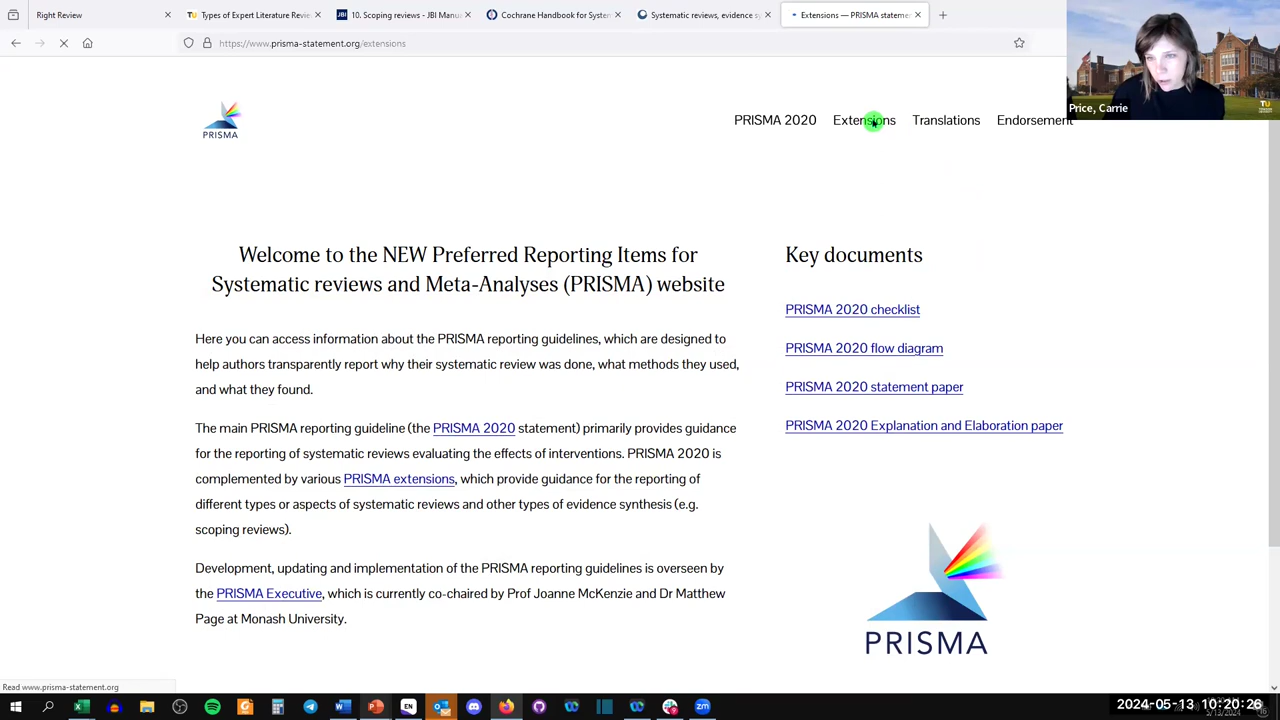 Right Review
Types of Expert Literature Revie
JBI 10. Scoping reviews - JBI Manu
Cochrane Handbook for System
Systematic reviews, evidence s
Extensions — PRISMA statemen
https://www.prisma-statement.org/extensions
Price, Carrie
TU
PRISMA
PRISMA 2020
Extensions
Translations
Endorsement
Welcome to the NEW Preferred Reporting Items for
Systematic reviews and Meta-Analyses (PRISMA) website
Here you can access information about the PRISMA reporting guidelines, which are designed to
help authors transparently report why their systematic review was done, what methods they used,
and what they found.
The main PRISMA reporting guideline (the PRISMA 2020 statement) primarily provides guidance
for the reporting of systematic reviews evaluating the effects of interventions. PRISMA 2020 is
complemented by various PRISMA extensions, which provide guidance for the reporting of
different types or aspects of systematic reviews and other types of evidence synthesis (e.g.
scoping reviews).
Development, updating and implementation of the PRISMA reporting guidelines is overseen by
the PRISMA Executive, which is currently co-chaired by Prof Joanne McKenzie and Dr Matthew
Page at Monash University.
Key documents
PRISMA 2020 checklist
PRISMA 2020 flow diagram
PRISMA 2020 statement paper
PRISMA 2020 Explanation and Elaboration paper
PRISMA
Read www.prisma-statement.org
EN
2024-05-13 10:20:26
5/13/2024